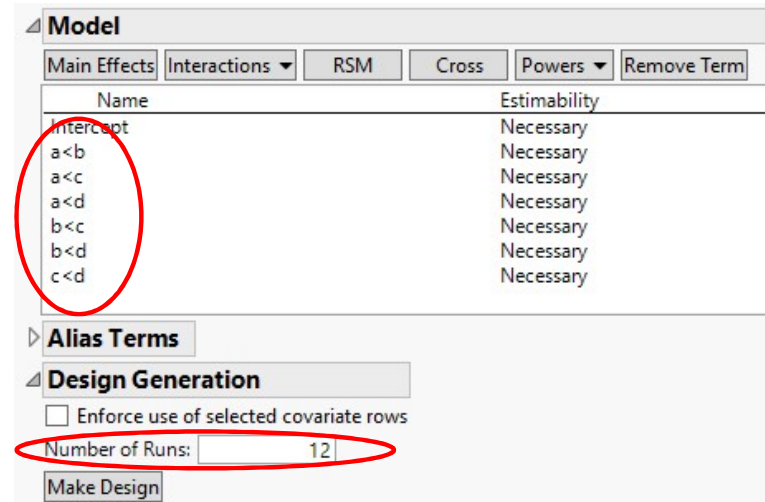 Model
Main Effects Interactions RSM Cross Powers Remove Term
Name Estimability
Intercept Necessary
a<b Necessary
a<c Necessary
a<d Necessary
b<c Necessary
b<d Necessary
c<d Necessary
Alias Terms
Design Generation
Enforce use of selected covariate rows
Number of Runs: 12
Make Design